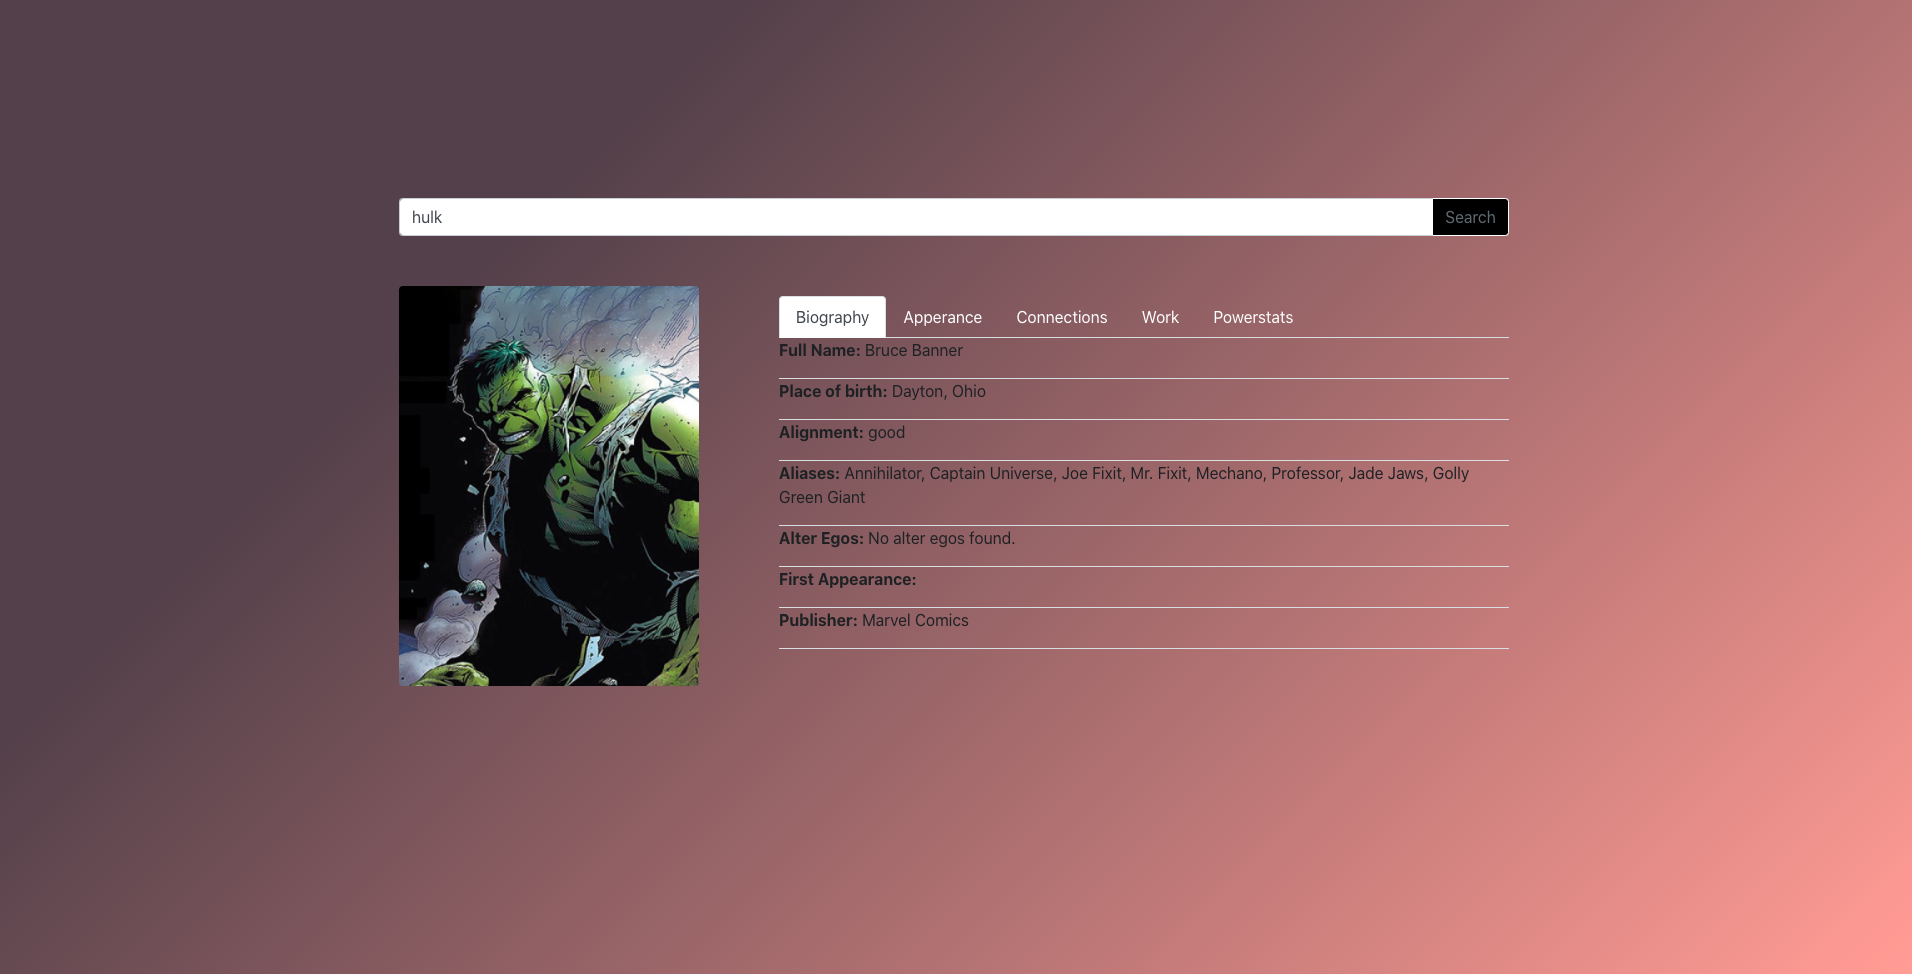 hulk
Search
Biography Apperance Connections Work Powerstats
Full Name: Bruce Banner
Place of birth: Dayton, Ohio
Alignment: good
Aliases: Annihilator, Captain Universe, Joe Fixit, Mr. Fixit, Mechano, Professor, Jade Jaws, Golly
Green Giant
Alter Egos: No alter egos found.
First Appearance:
Publisher: Marvel Comics